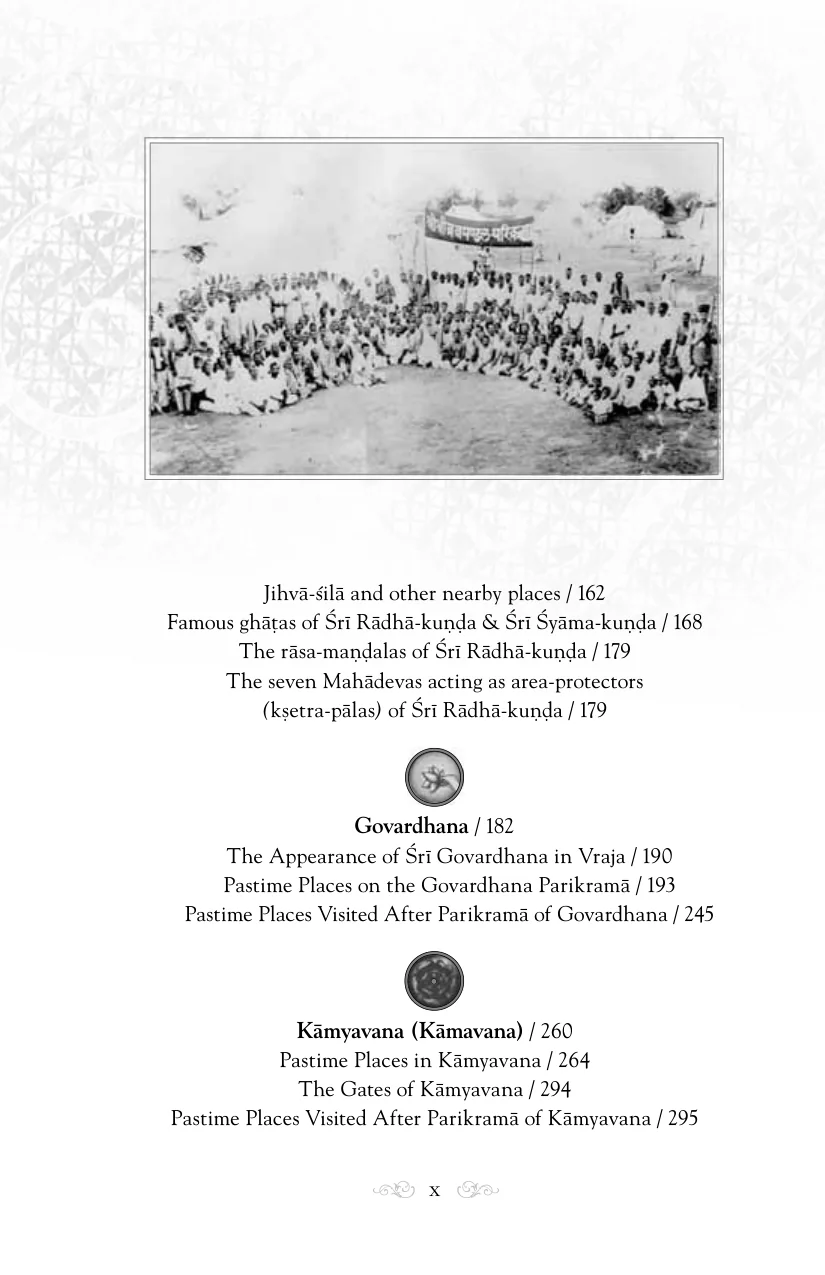 परिक्रमा
Jihvā-śilā and other nearby places / 162
Famous ghāṭas of Śrī Rādhā-kuṇḍa & Śrī Śyāma-kuṇḍa / 168
The rāsa-maṇḍalas of Śrī Rādhā-kuṇḍa / 179
The seven Mahādevas acting as area-protectors
(kṣetra-pālas) of Śrī Rādhā-kuṇḍa / 179
Govardhana / 182
The Appearance of Śrī Govardhana in Vraja / 190
Pastime Places on the Govardhana Parikramā / 193
Pastime Places Visited After Parikramā of Govardhana / 245
Kāmyavana (Kāmavana) / 260
Pastime Places in Kāmyavana / 264
The Gates of Kāmyavana / 294
Pastime Places Visited After Parikramā of Kāmyavana / 295
x